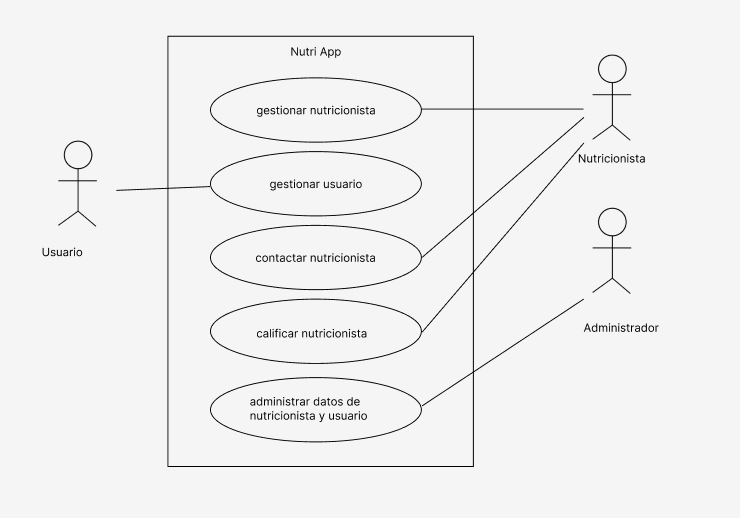 Nutri App
gestionar nutricionista
gestionar usuario
contactar nutricionista
calificar nutricionista
administrar datos de
nutricionista y usuario
Usuario
Nutricionista
Administrador